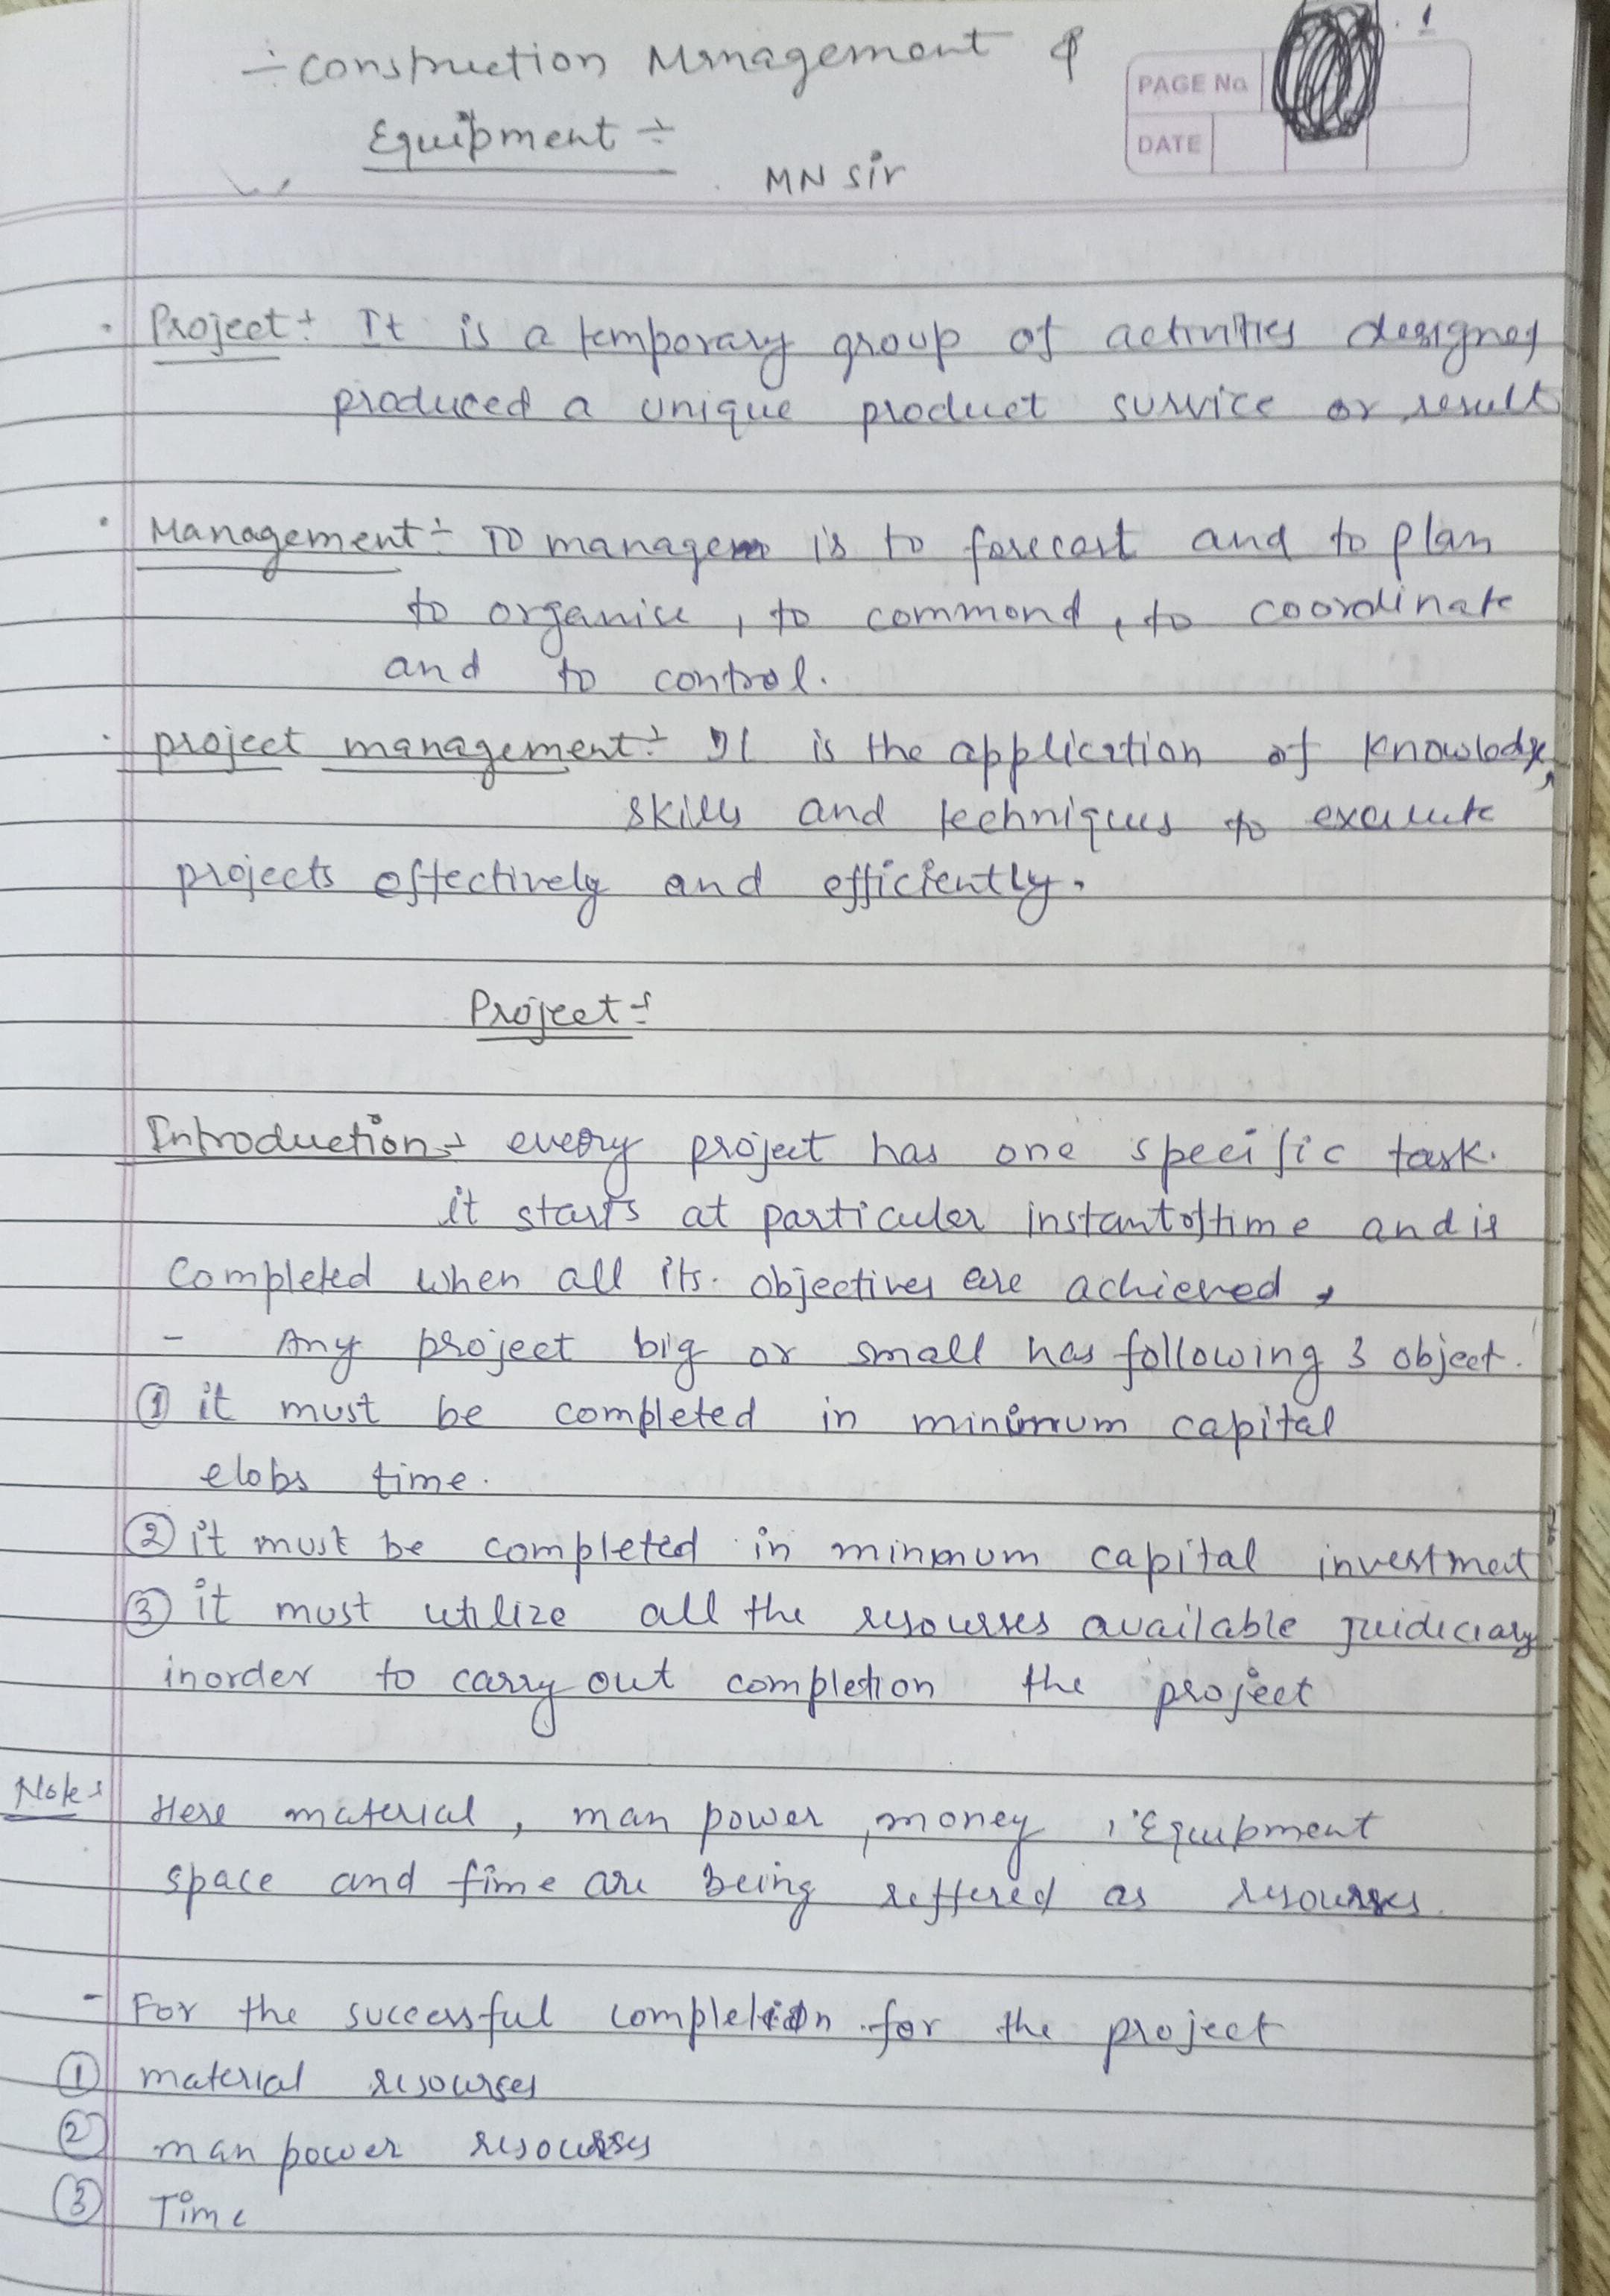 ÷ Construction Management &
Equipment ÷
MN Sir
. 1
PAGE No.
DATE
• Project ÷ It is a temporary group of activities designed
produced a unique product survice or result
• Management ÷ To manage is to forecast and to plan
to organise, to commond, to coordinate
and to control.
• project management ÷ It is the application of knowledge,
skills and techniques to execute
projects effectively and efficiently.
Project ÷
Introduction ÷ every project has one specific task.
it starts at particuler instant of time and is
completed when all its objectives are achieved,
- Any project big or small has following 3 object.
① it must be completed in minimum capital
elobs time.
② it must be completed in minimum capital investment
③ it must utilize all the resourses available juidiciary
inorder to carry out completion the project
Note ÷ Here material, man power, money, Equipment
space and time are being reffered as resourses.
- For the successful completion for the project
① material resourses
② man power resourses
③ Time